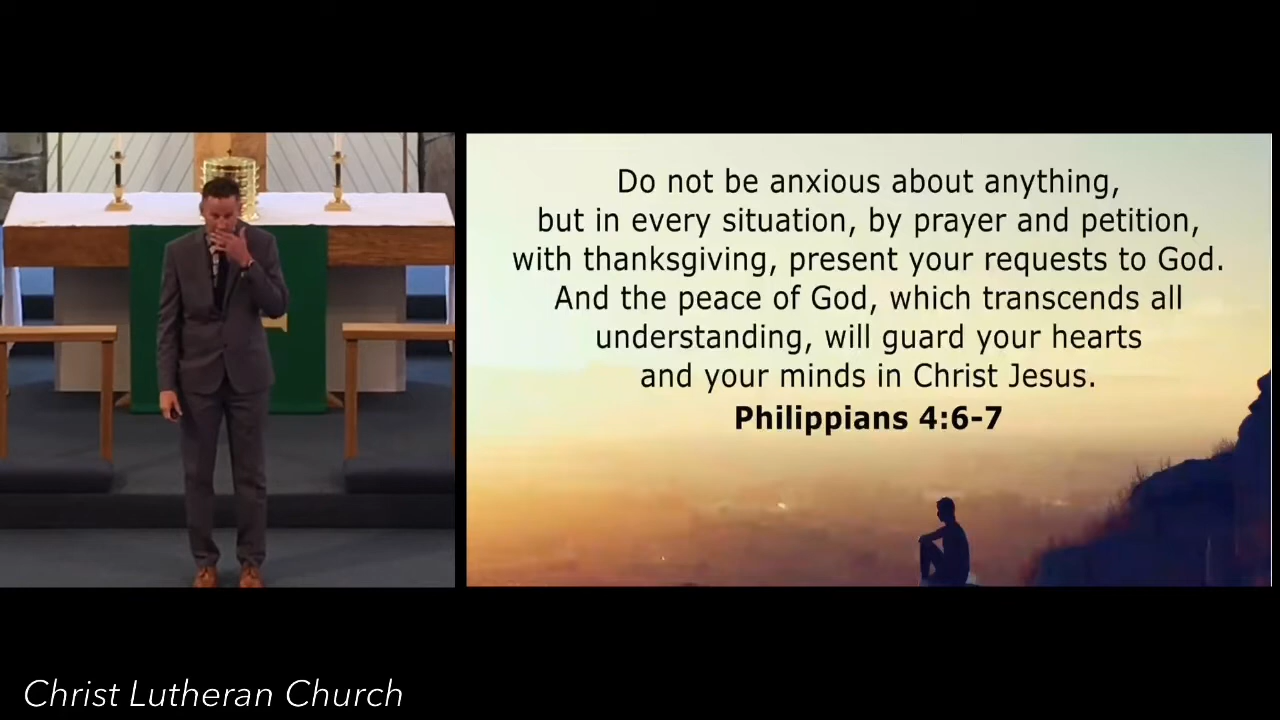 Do not be anxious about anything,
but in every situation, by prayer and petition,
with thanksgiving, present your requests to God.
And the peace of God, which transcends all
understanding, will guard your hearts
and your minds in Christ Jesus.
Philippians 4:6-7
Christ Lutheran Church